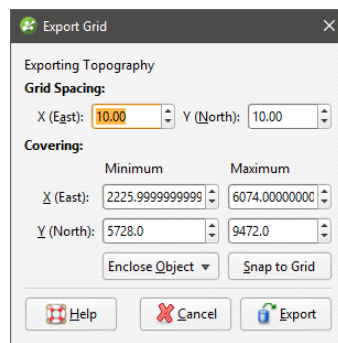 Export Grid
Exporting Topography
Grid Spacing:
X (East): 10.00 Y (North): 10.00
Covering:
Minimum Maximum
X (East): 2225.9999999999 6074.00000000
Y (North): 5728.0 9472.0
Enclose Object Snap to Grid
Help Cancel Export